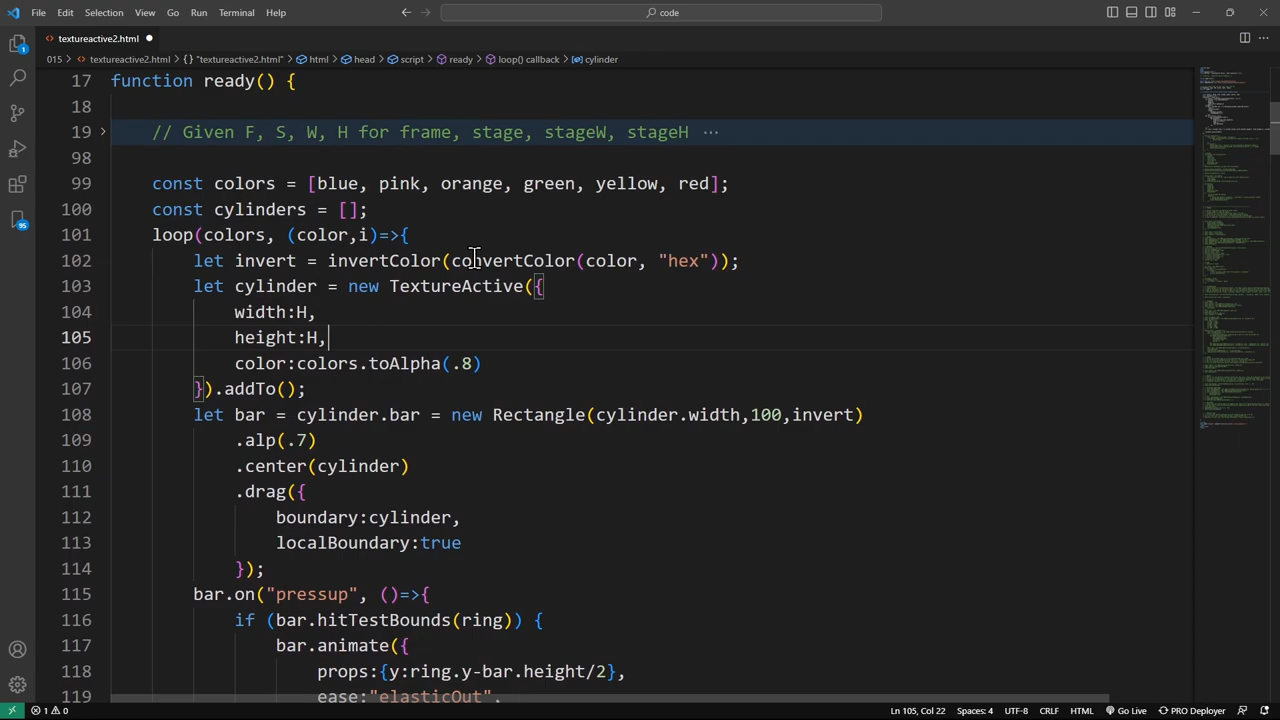 File Edit Selection View Go Run Terminal Help
code
textureactive2.html
015 textureactive2.html "textureactive2.html" html head script ready loop() callback cylinder
17 function ready() {
18
19 // Given F, S, W, H for frame, stage, stageW, stageH ···
98
99 const colors = [blue, pink, orange, green, yellow, red];
100 const cylinders = [];
101 loop(colors, (color,i)=>{
102 let invert = invertColor(convertColor(color, "hex"));
103 let cylinder = new TextureActive({
104 width:H,
105 height:H,
106 color:colors.toAlpha(.8)
107 }).addTo();
108 let bar = cylinder.bar = new Rectangle(cylinder.width,100,invert)
109 .alp(.7)
110 .center(cylinder)
111 .drag({
112 boundary:cylinder,
113 localBoundary:true
114 });
115 bar.on("pressup", ()=>{
116 if (bar.hitTestBounds(ring)) {
117 bar.animate({
118 props:{y:ring.y-bar.height/2},
119 ease:"elasticOut",
1
95
1 0 Ln 105, Col 22 Spaces: 4 UTF-8 CRLF HTML Go Live PRO Deployer